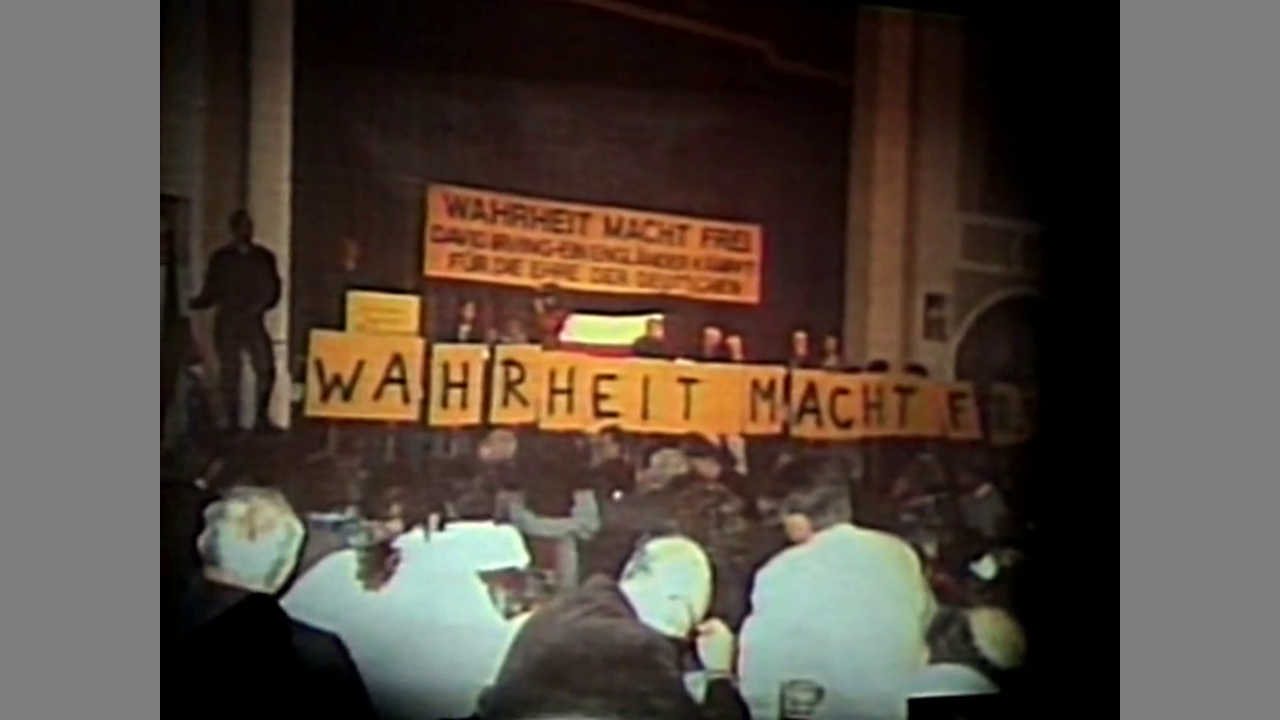 WAHRHEIT MACHT FREI
DAVID IRVING-EIN ENGLÄNDER KÄMPFT
FÜR DIE EHRE DER DEUTSCHEN
WAHRHEIT MACHT F